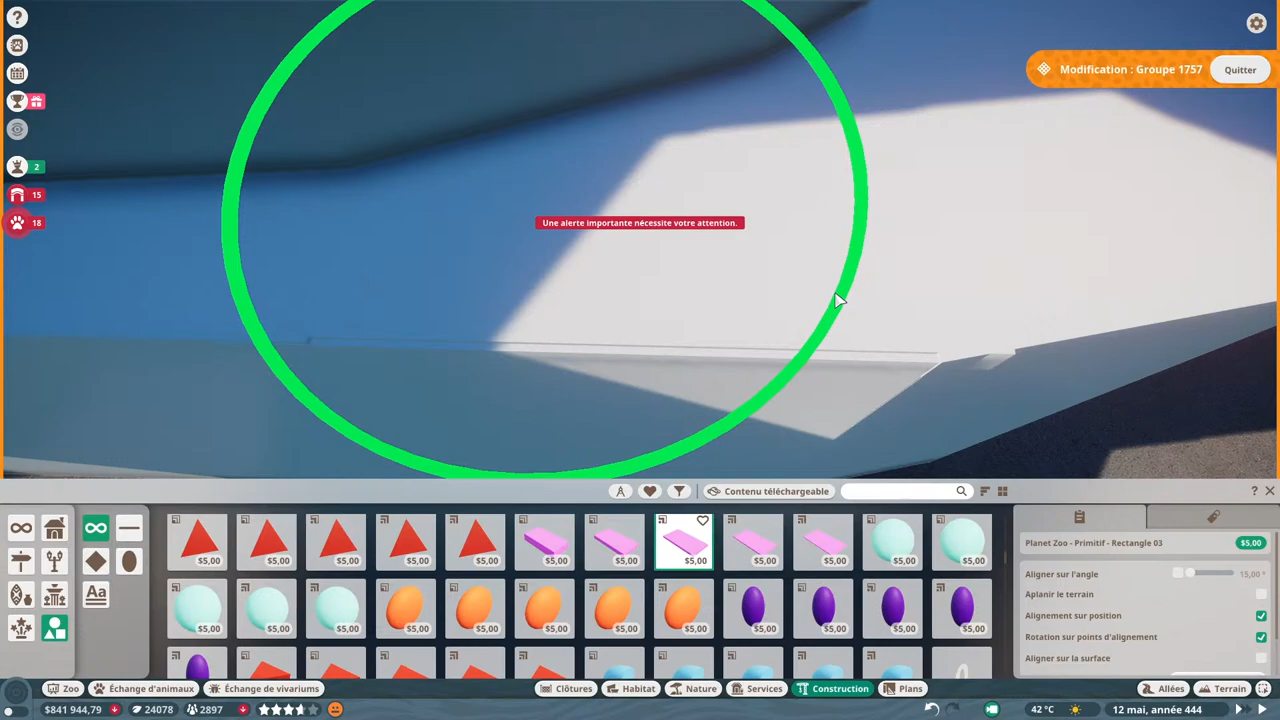 ?
Modification : Groupe 1757
Quitter
2
15
18
Une alerte importante nécessite votre attention.
Contenu téléchargeable
? ×
$5,00 $5,00 $5,00 $5,00 $5,00 $5,00 $5,00 $5,00 $5,00 $5,00 $5,00 $5,00
$5,00 $5,00 $5,00 $5,00 $5,00 $5,00 $5,00 $5,00 $5,00 $5,00 $5,00 $5,00
Aa
Planet Zoo - Primitif - Rectangle 03 $5,00
Aligner sur l'angle 15,00 °
Aplanir le terrain
Alignement sur position
Rotation sur points d'alignement
Aligner sur la surface
Zoo Échange d'animaux Échange de vivariums Clôtures Habitat Nature Services Construction Plans Allées Terrain
$841 944,79 24078 2897 42 °C 12 mai, année 444